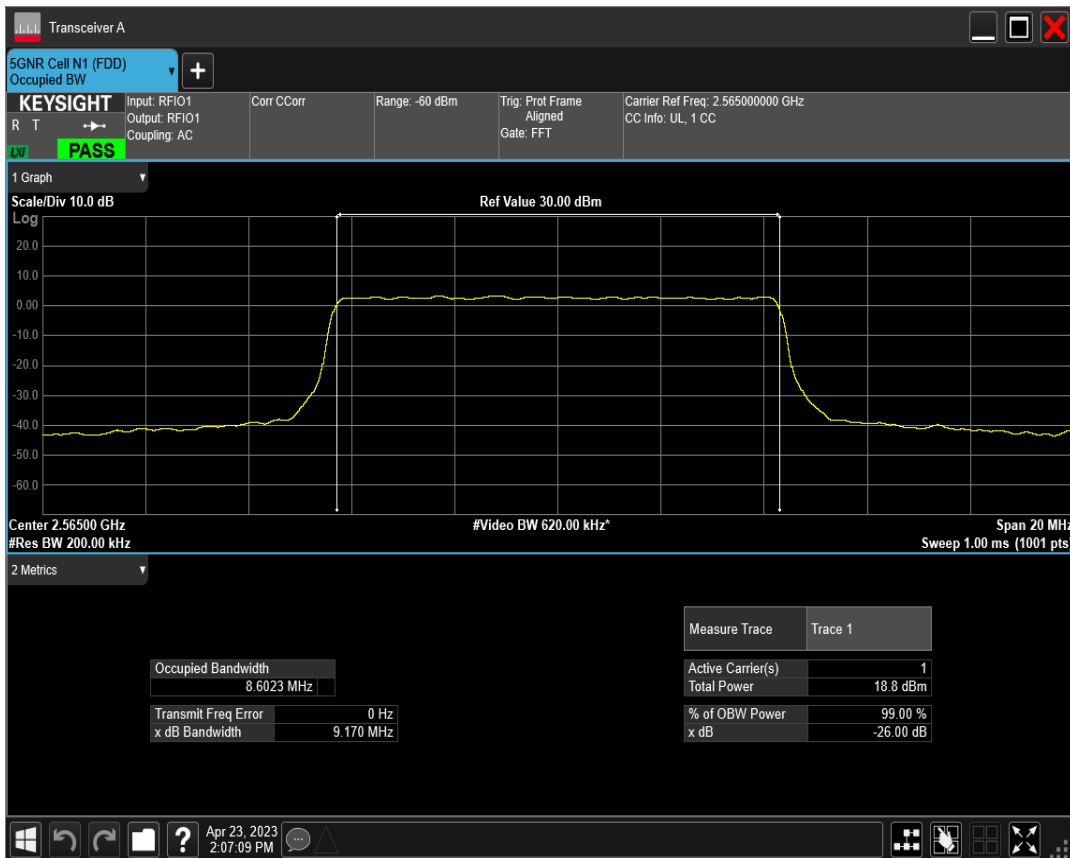 Transceiver A
5GNR Cell N1 (FDD)
Occupied BW
+
KEYSIGHT
R T
LXI
PASS
Input: RFIO1
Output: RFIO1
Coupling: AC
Corr CCorr
Range: -60 dBm
Trig: Prot Frame
Aligned
Gate: FFT
Carrier Ref Freq: 2.565000000 GHz
CC Info: UL, 1 CC
1 Graph
Scale/Div 10.0 dB
Ref Value 30.00 dBm
Log
20.0
10.0
0.00
-10.0
-20.0
-30.0
-40.0
-50.0
-60.0
Center 2.56500 GHz
#Video BW 620.00 kHz*
Span 20 MHz
#Res BW 200.00 kHz
Sweep 1.00 ms (1001 pts)
2 Metrics
Measure Trace Trace 1
Occupied Bandwidth
8.6023 MHz
Active Carrier(s) 1
Total Power 18.8 dBm
Transmit Freq Error 0 Hz
x dB Bandwidth 9.170 MHz
% of OBW Power 99.00 %
x dB -26.00 dB
?
Apr 23, 2023
2:07:09 PM